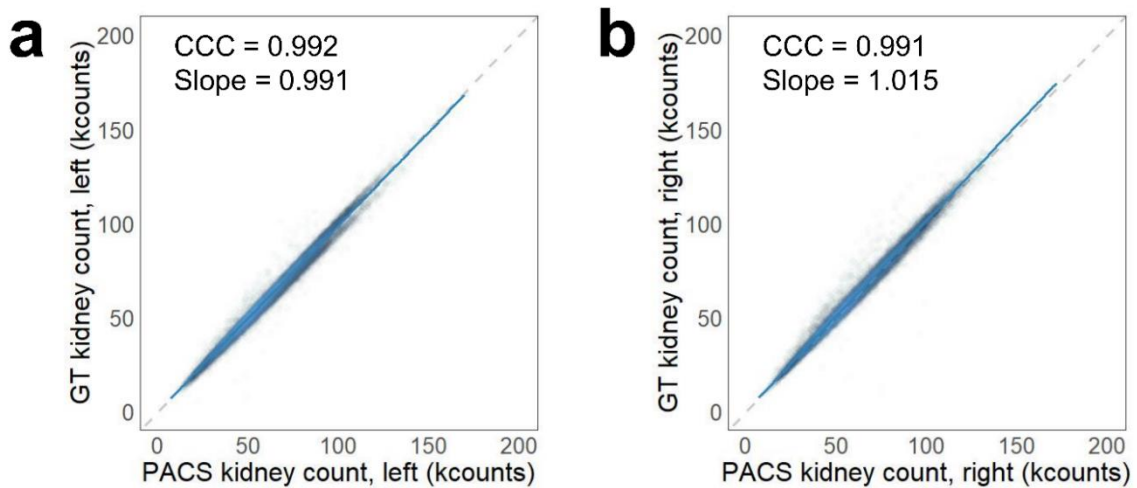 a
CCC = 0.992
Slope = 0.991
GT kidney count, left (kcounts)
200
150
100
50
0
0 50 100 150 200
PACS kidney count, left (kcounts)
b
CCC = 0.991
Slope = 1.015
GT kidney count, right (kcounts)
200
150
100
50
0
0 50 100 150 200
PACS kidney count, right (kcounts)